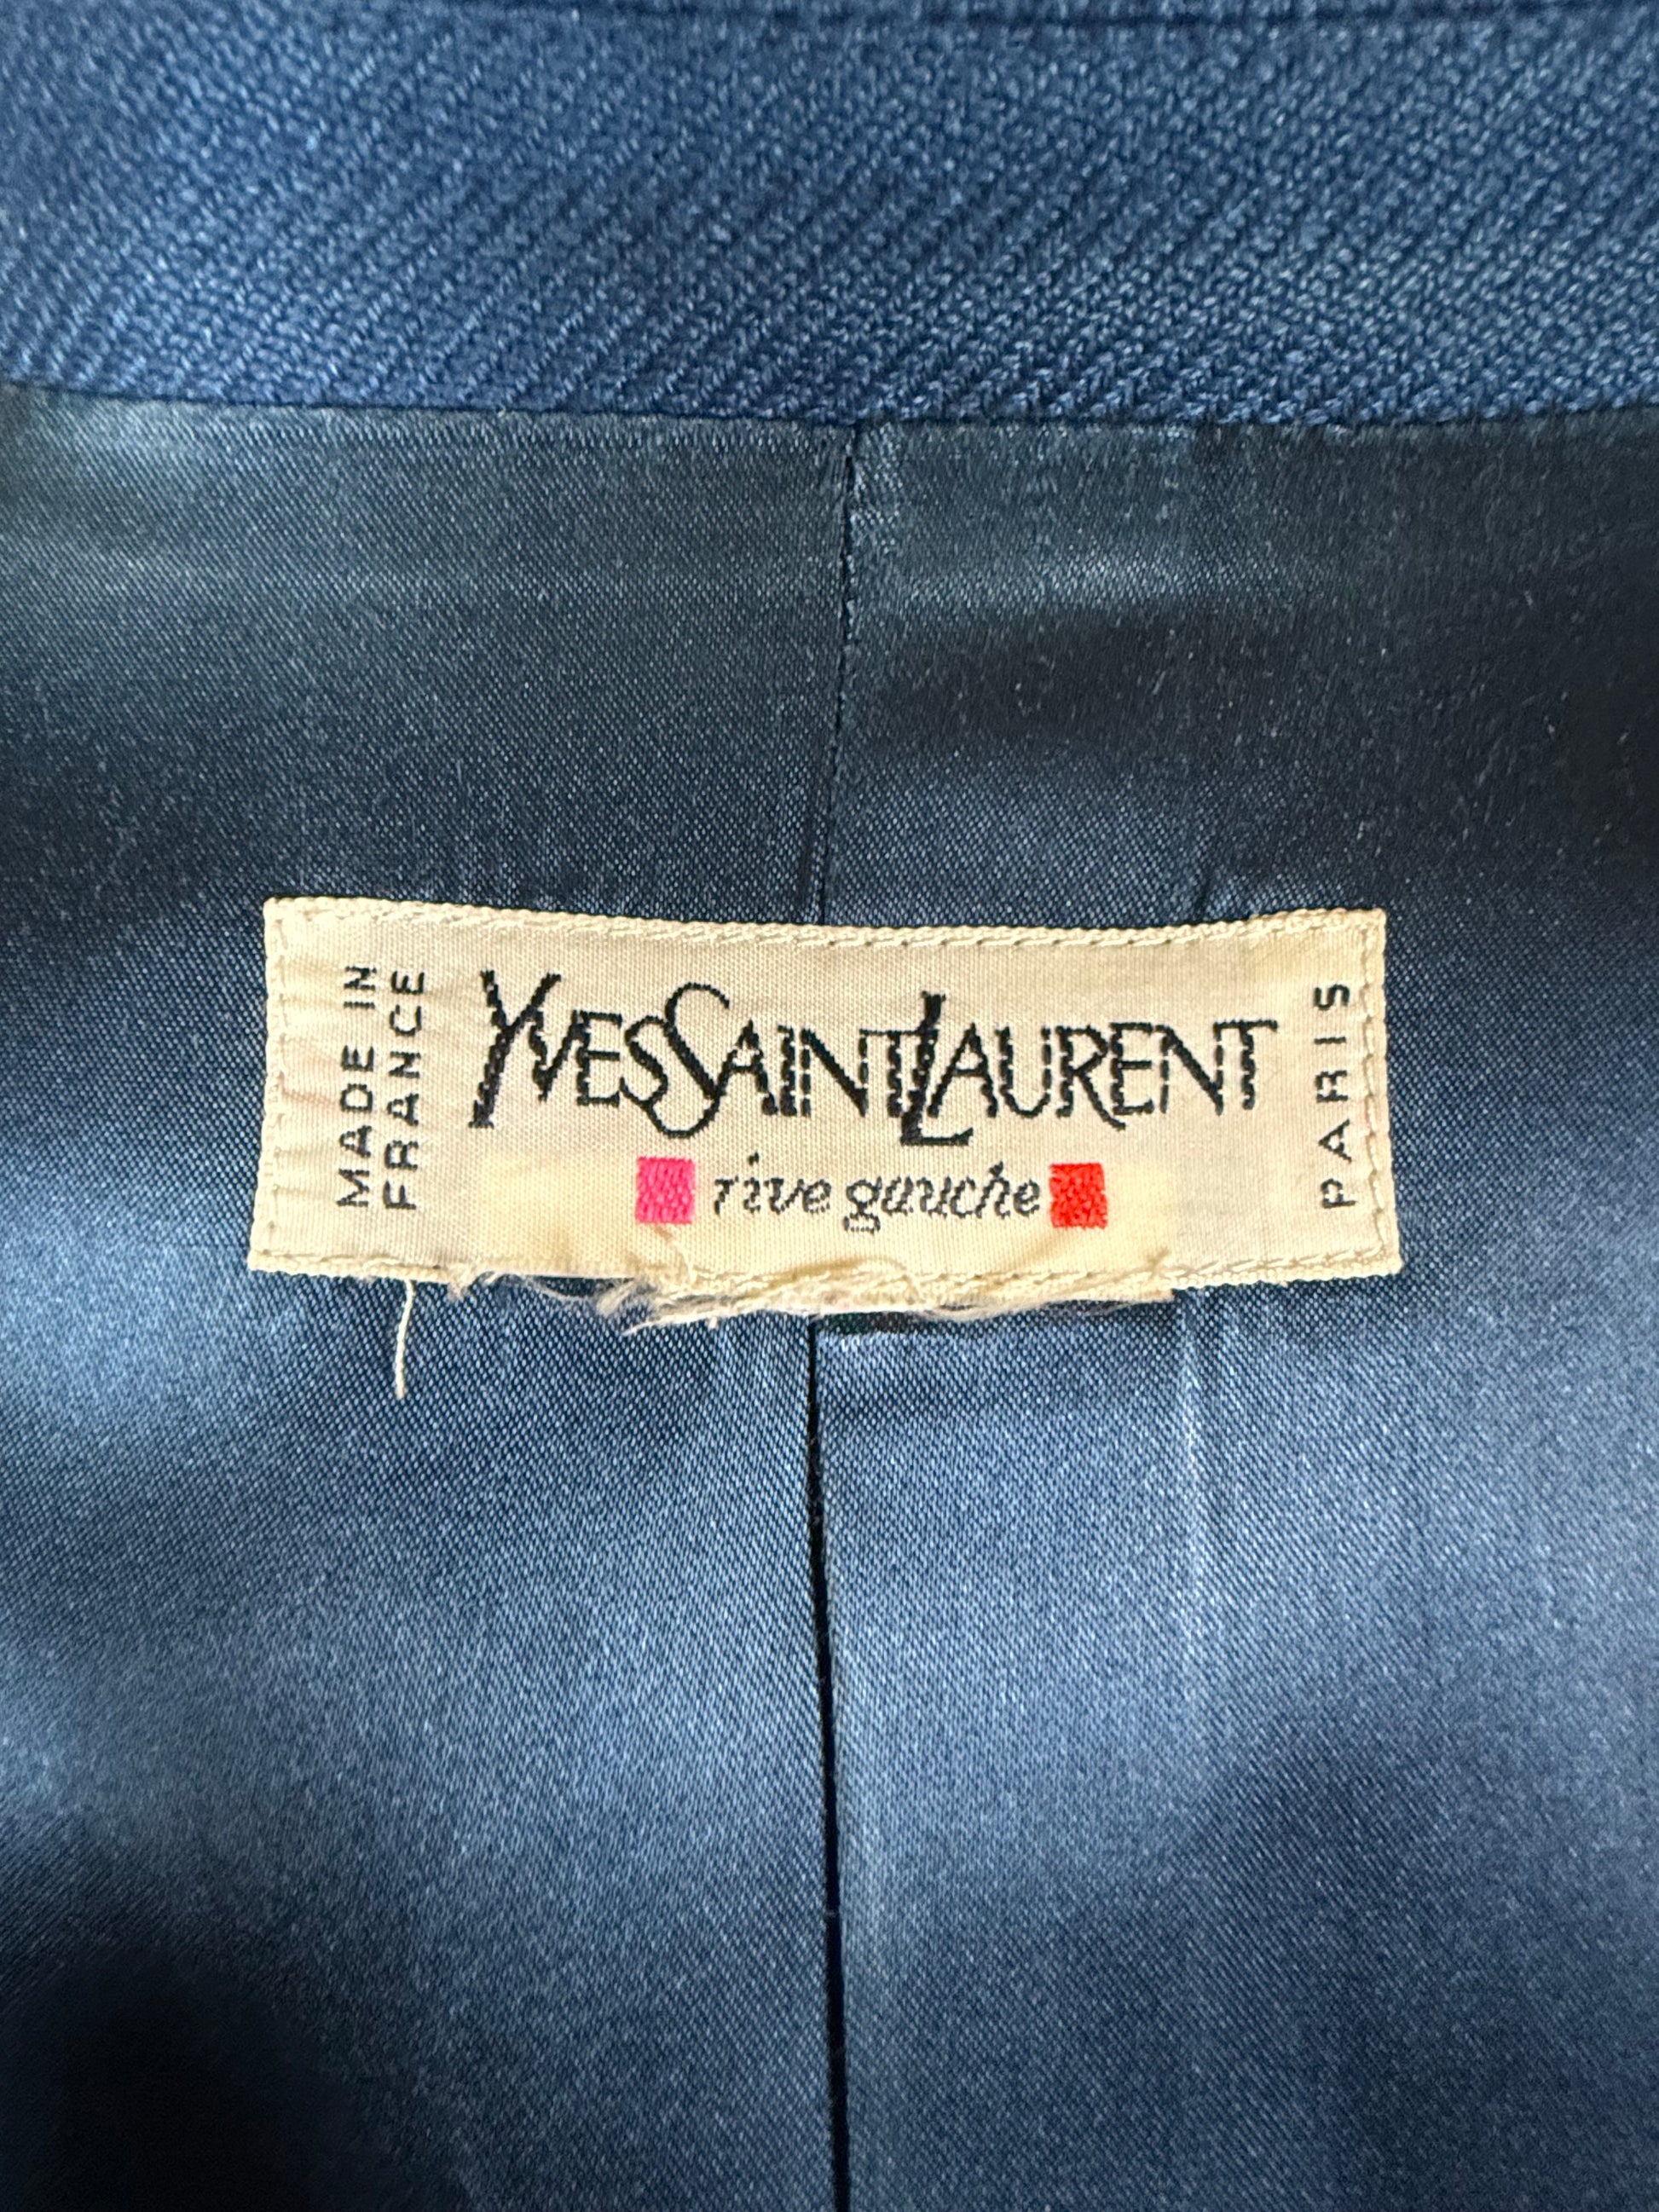 MADE IN
FRANCE
YVESSAINTLAURENT
rive gauche
PARIS